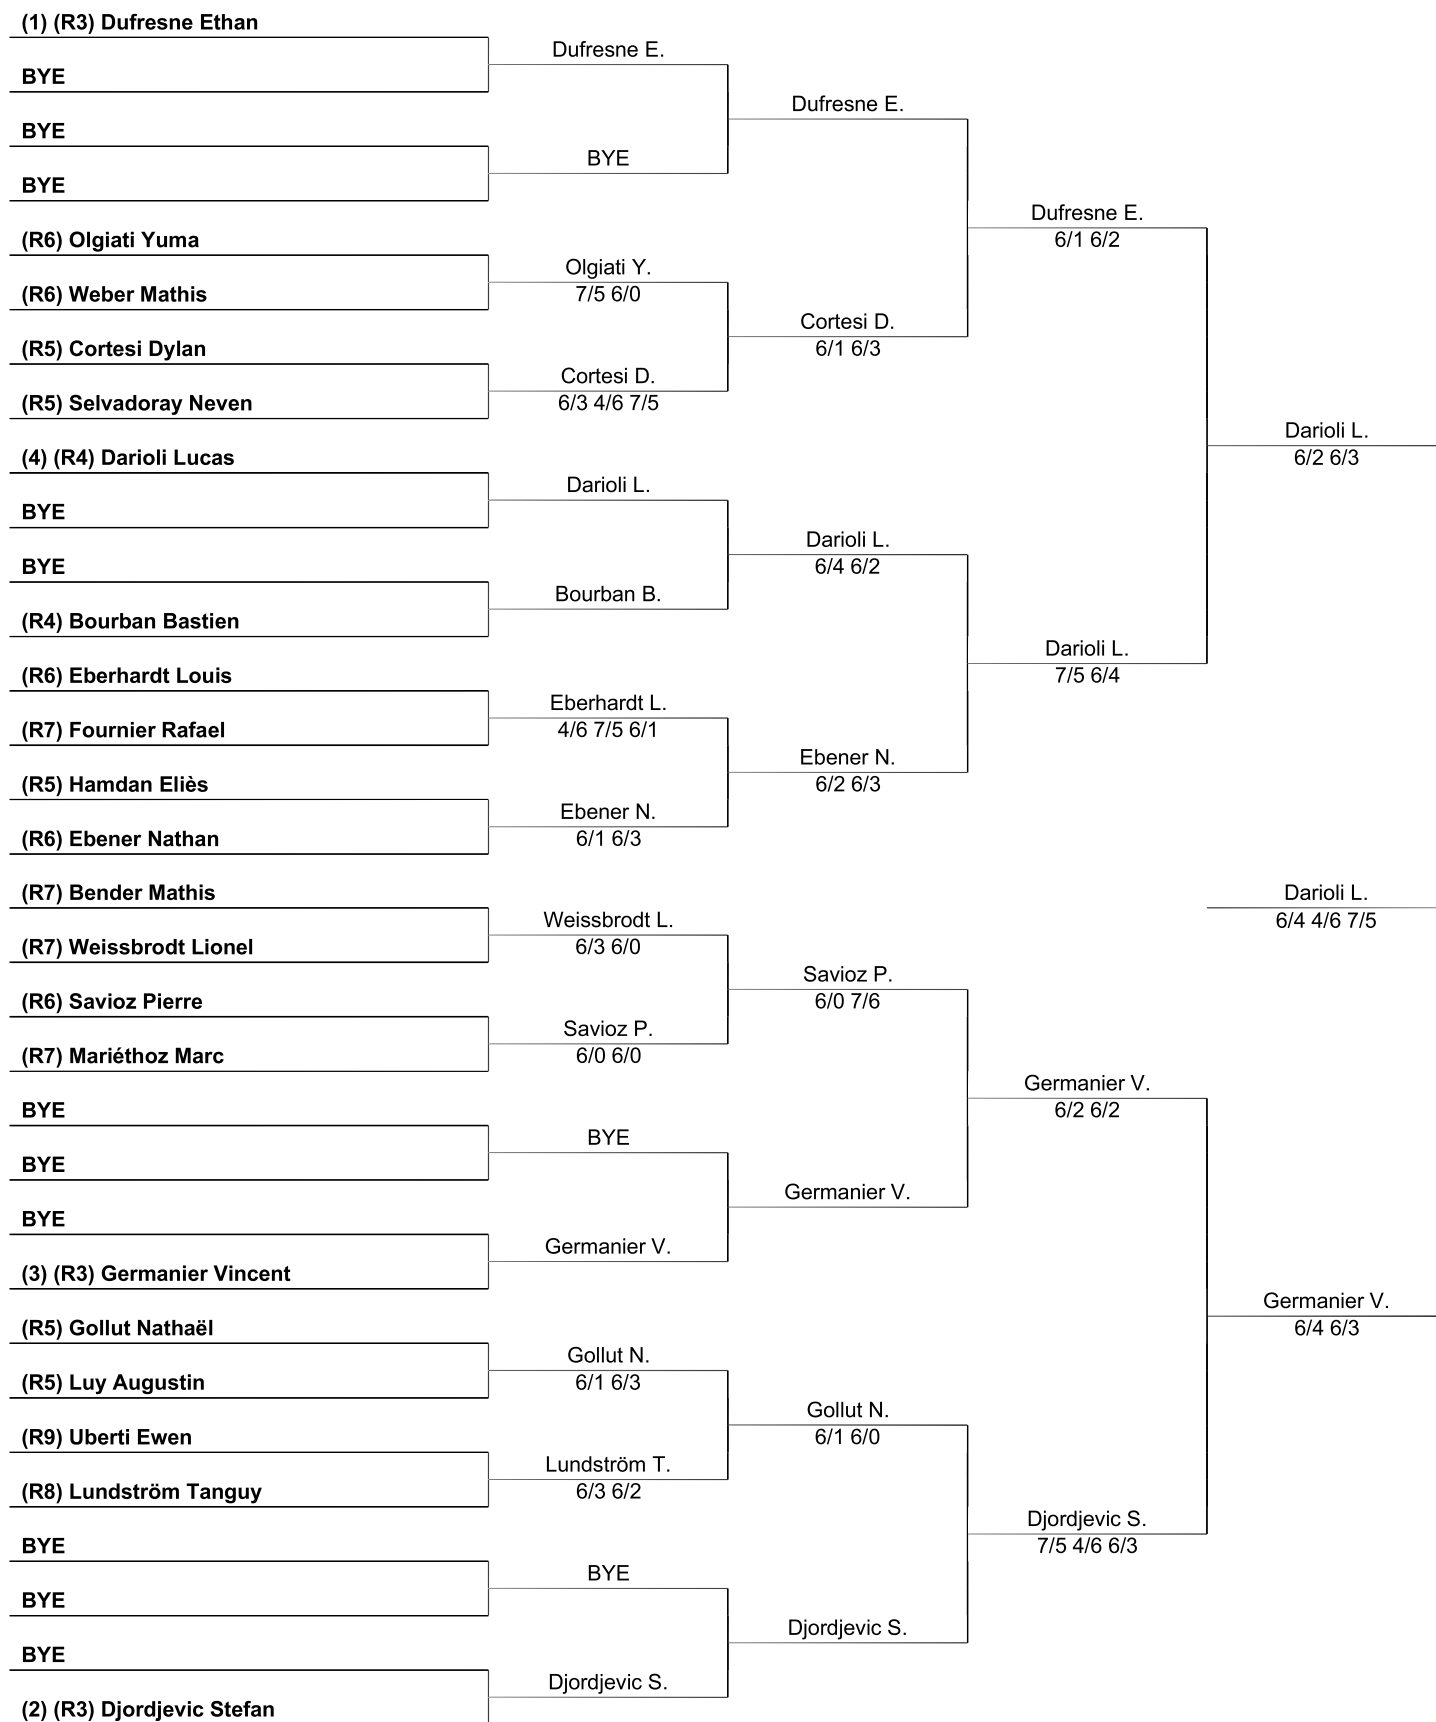 (1) (R3) Dufresne Ethan
Dufresne E.
BYE
Dufresne E.
BYE
BYE
BYE
Dufresne E.
6/1 6/2
(R6) Olgiati Yuma
Olgiati Y.
7/5 6/0
(R6) Weber Mathis
Cortesi D.
6/1 6/3
(R5) Cortesi Dylan
Cortesi D.
6/3 4/6 7/5
(R5) Selvadoray Neven
Darioli L.
6/2 6/3
(4) (R4) Darioli Lucas
Darioli L.
BYE
Darioli L.
6/4 6/2
BYE
Bourban B.
(R4) Bourban Bastien
Darioli L.
7/5 6/4
(R6) Eberhardt Louis
Eberhardt L.
4/6 7/5 6/1
(R7) Fournier Rafael
Ebener N.
6/2 6/3
(R5) Hamdan Eliès
Ebener N.
6/1 6/3
(R6) Ebener Nathan
Darioli L.
6/4 4/6 7/5
(R7) Bender Mathis
Weissbrodt L.
6/3 6/0
(R7) Weissbrodt Lionel
Savioz P.
6/0 7/6
(R6) Savioz Pierre
Savioz P.
6/0 6/0
(R7) Mariéthoz Marc
Germanier V.
6/2 6/2
BYE
BYE
BYE
Germanier V.
BYE
Germanier V.
(3) (R3) Germanier Vincent
Germanier V.
6/4 6/3
(R5) Gollut Nathaël
Gollut N.
6/1 6/3
(R5) Luy Augustin
Gollut N.
6/1 6/0
(R9) Uberti Ewen
Lundström T.
6/3 6/2
(R8) Lundström Tanguy
Djordjevic S.
7/5 4/6 6/3
BYE
BYE
BYE
Djordjevic S.
BYE
Djordjevic S.
(2) (R3) Djordjevic Stefan